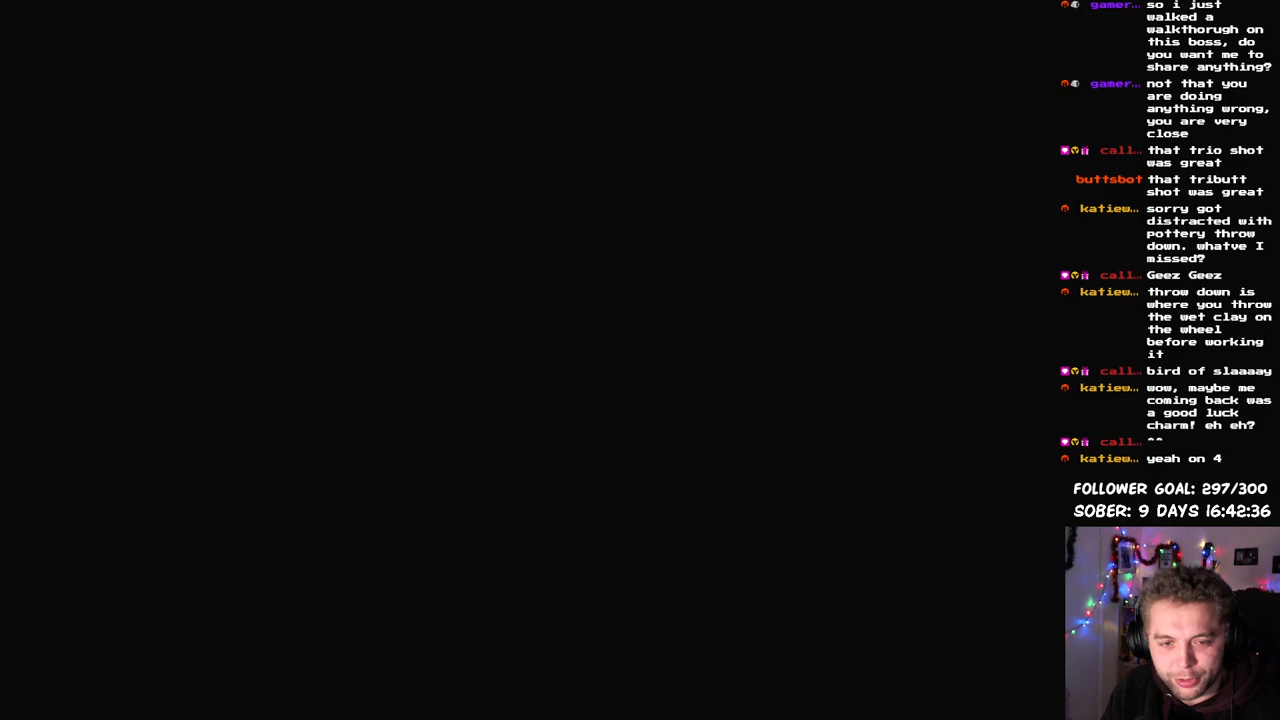 gamer... so i just
walked a
walkthorugh on
this boss, do
you want me to
share anything?
gamer... not that you
are doing
anything wrong,
you are very
close
call... that trio shot
was great
buttsbot that tributt
shot was great
katiew... sorry got
distracted with
pottery throw
down. whatve I
missed?
call... Geez Geez
katiew... throw down is
where you throw
the wet clay on
the wheel
before working
it
call... bird of slaaaay
katiew... wow, maybe me
coming back was
a good luck
charm! eh eh?
call... ^^
katiew... yeah on 4
FOLLOWER GOAL: 297/300
SOBER: 9 DAYS 16:42:36